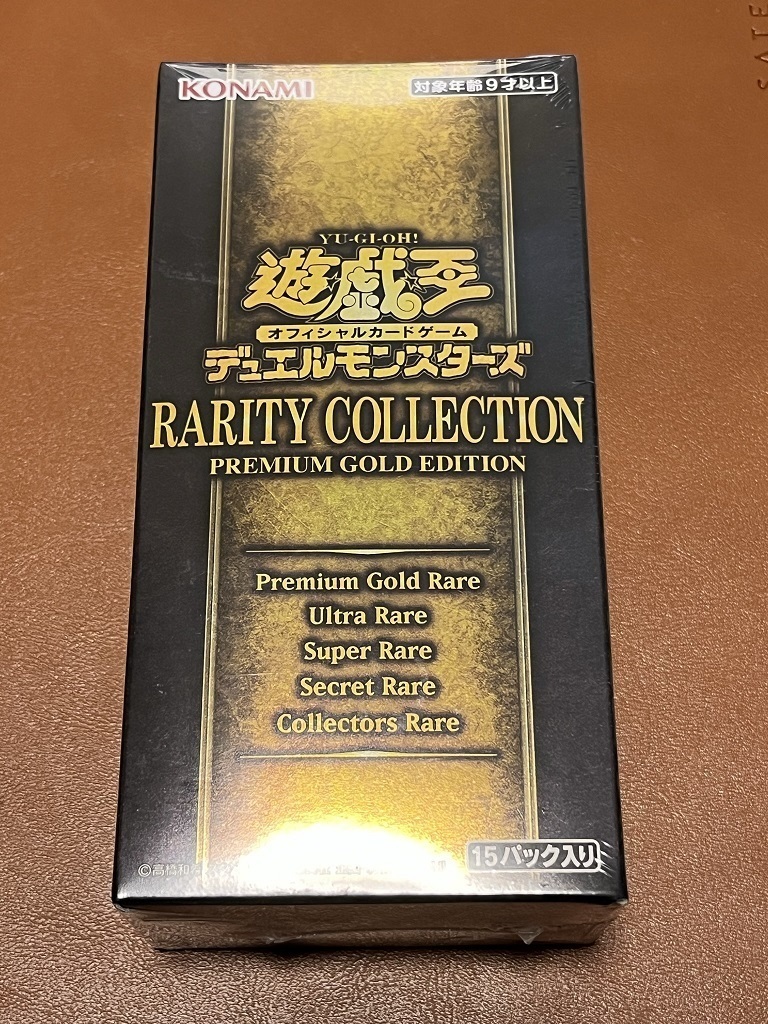 KONAMI
対象年齢9才以上
YU-GI-OH!
遊戯王
オフィシャルカードゲーム
デュエルモンスターズ
RARITY COLLECTION
PREMIUM GOLD EDITION
Premium Gold Rare
Ultra Rare
Super Rare
Secret Rare
Collectors Rare
15パック入り
©高橋和